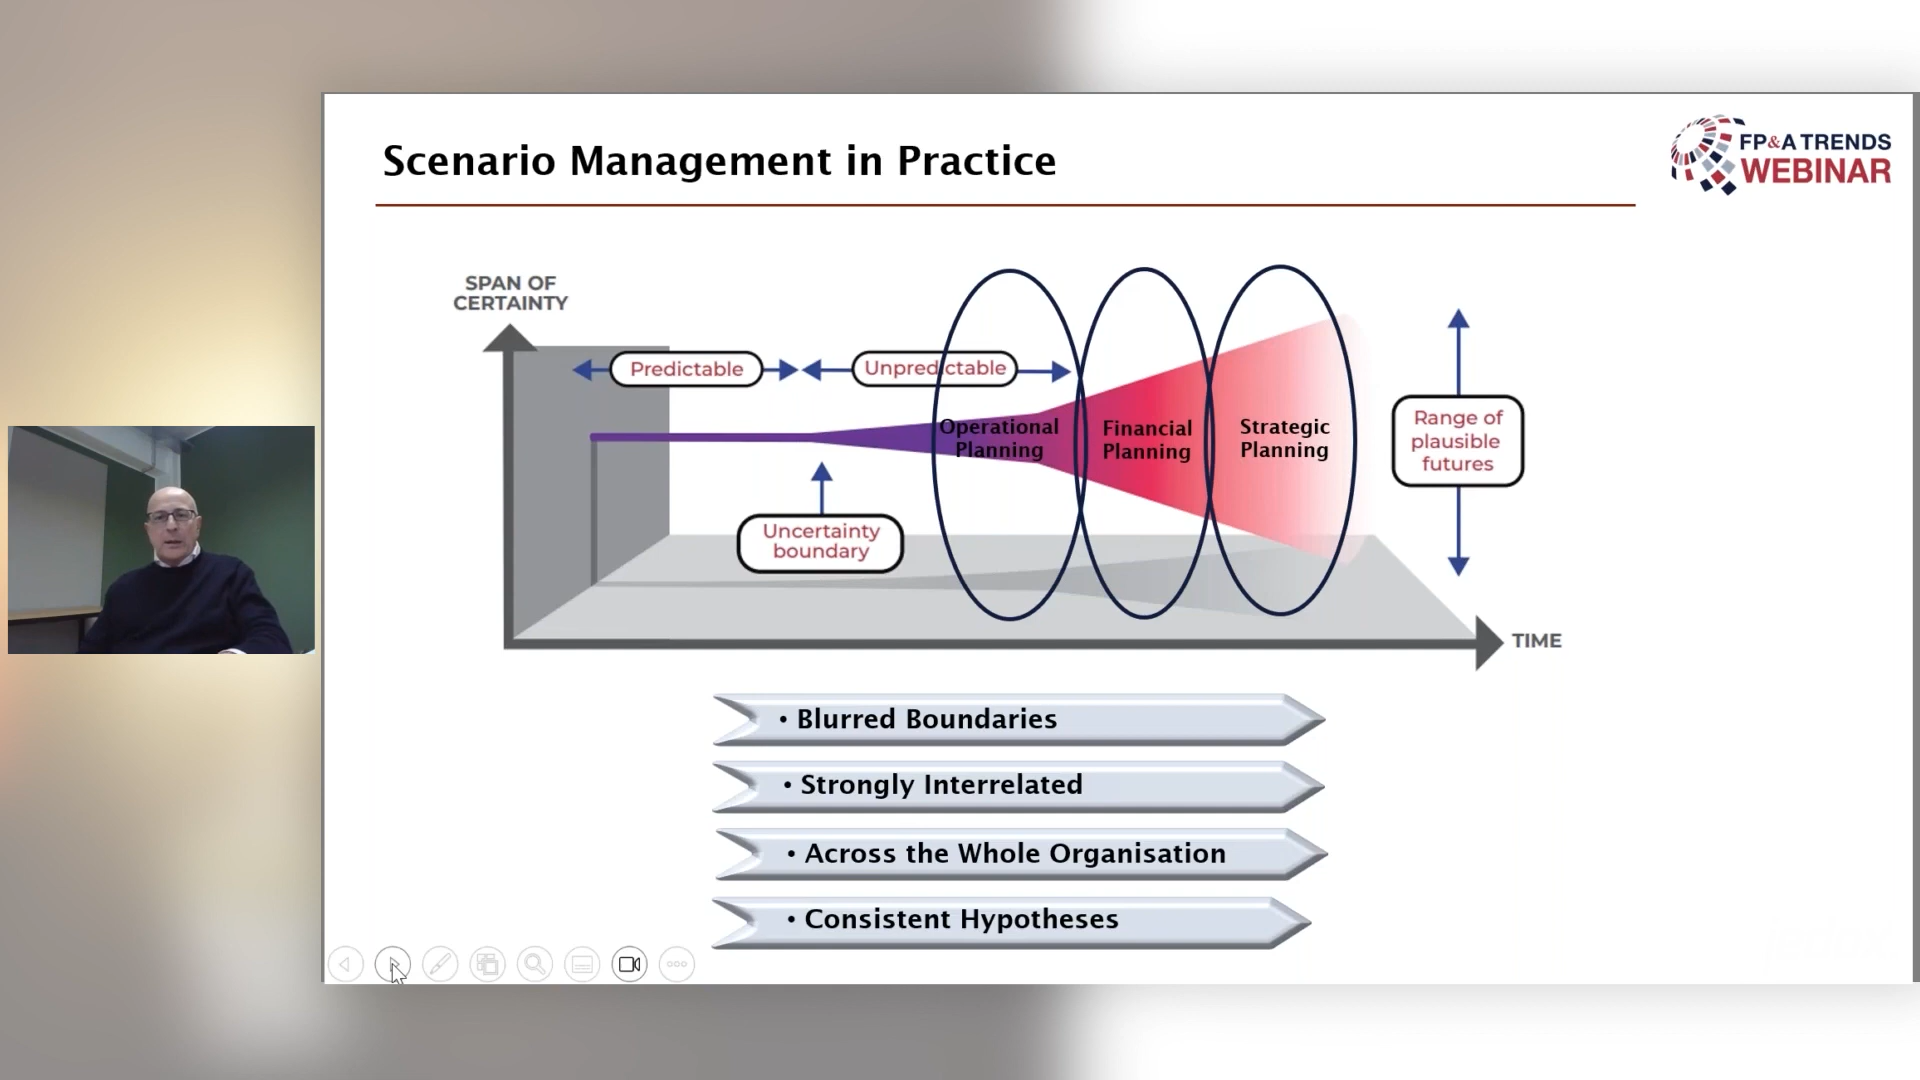 Scenario Management in Practice
FP&A TRENDS
WEBINAR
SPAN OF
CERTAINTY
Predictable
Unpredictable
Operational
Planning
Financial
Planning
Strategic
Planning
Range of
plausible
futures
Uncertainty
boundary
TIME
• Blurred Boundaries
• Strongly Interrelated
• Across the Whole Organisation
• Consistent Hypotheses